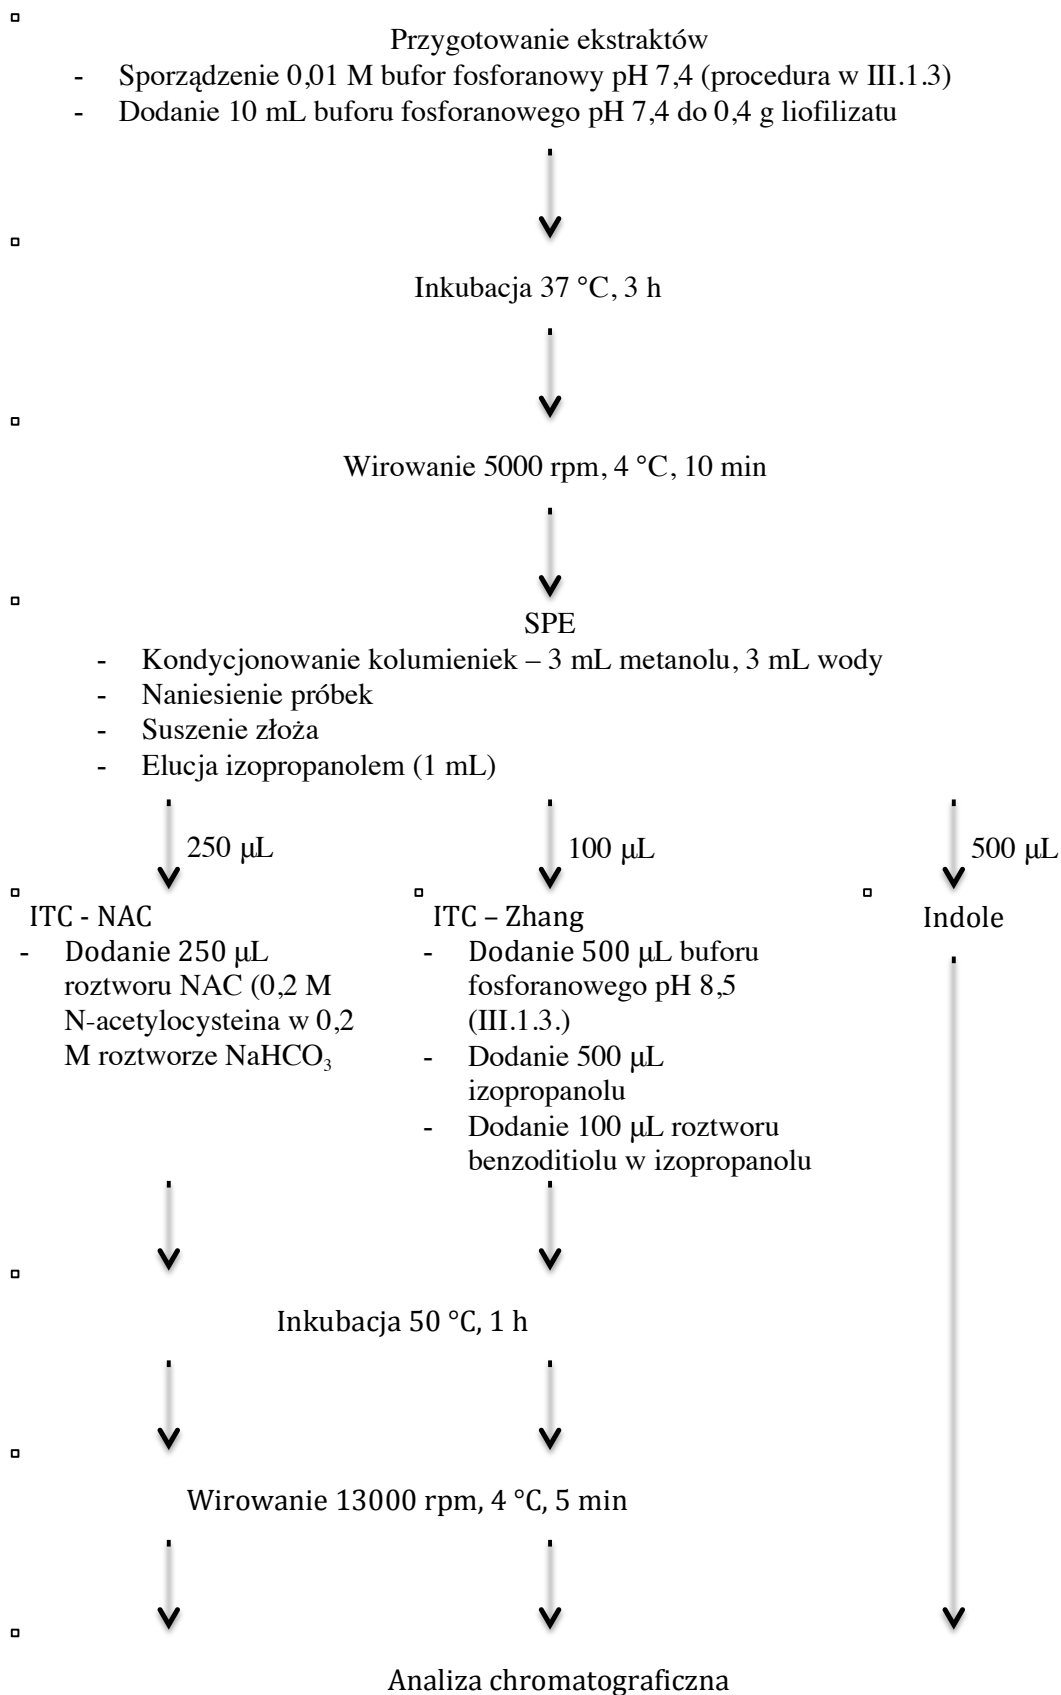 Przygotowanie ekstraktów
- Sporządzenie 0,01 M bufor fosforanowy pH 7,4 (procedura w III.1.3)
- Dodanie 10 mL buforu fosforanowego pH 7,4 do 0,4 g liofilizatu
Inkubacja 37 °C, 3 h
Wirowanie 5000 rpm, 4 °C, 10 min
SPE
- Kondycjonowanie kolumieniek – 3 mL metanolu, 3 mL wody
- Naniesienie próbek
- Suszenie złoża
- Elucja izopropanolem (1 mL)
250 µL
100 µL
500 µL
ITC - NAC
- Dodanie 250 µL
roztworu NAC (0,2 M
N-acetylocysteina w 0,2
M roztworze NaHCO₃
ITC – Zhang
- Dodanie 500 µL buforu
fosforanowego pH 8,5
(III.1.3.)
- Dodanie 500 µL
izopropanolu
- Dodanie 100 µL roztworu
benzoditiolu w izopropanolu
Indole
Inkubacja 50 °C, 1 h
Wirowanie 13000 rpm, 4 °C, 5 min
Analiza chromatograficzna